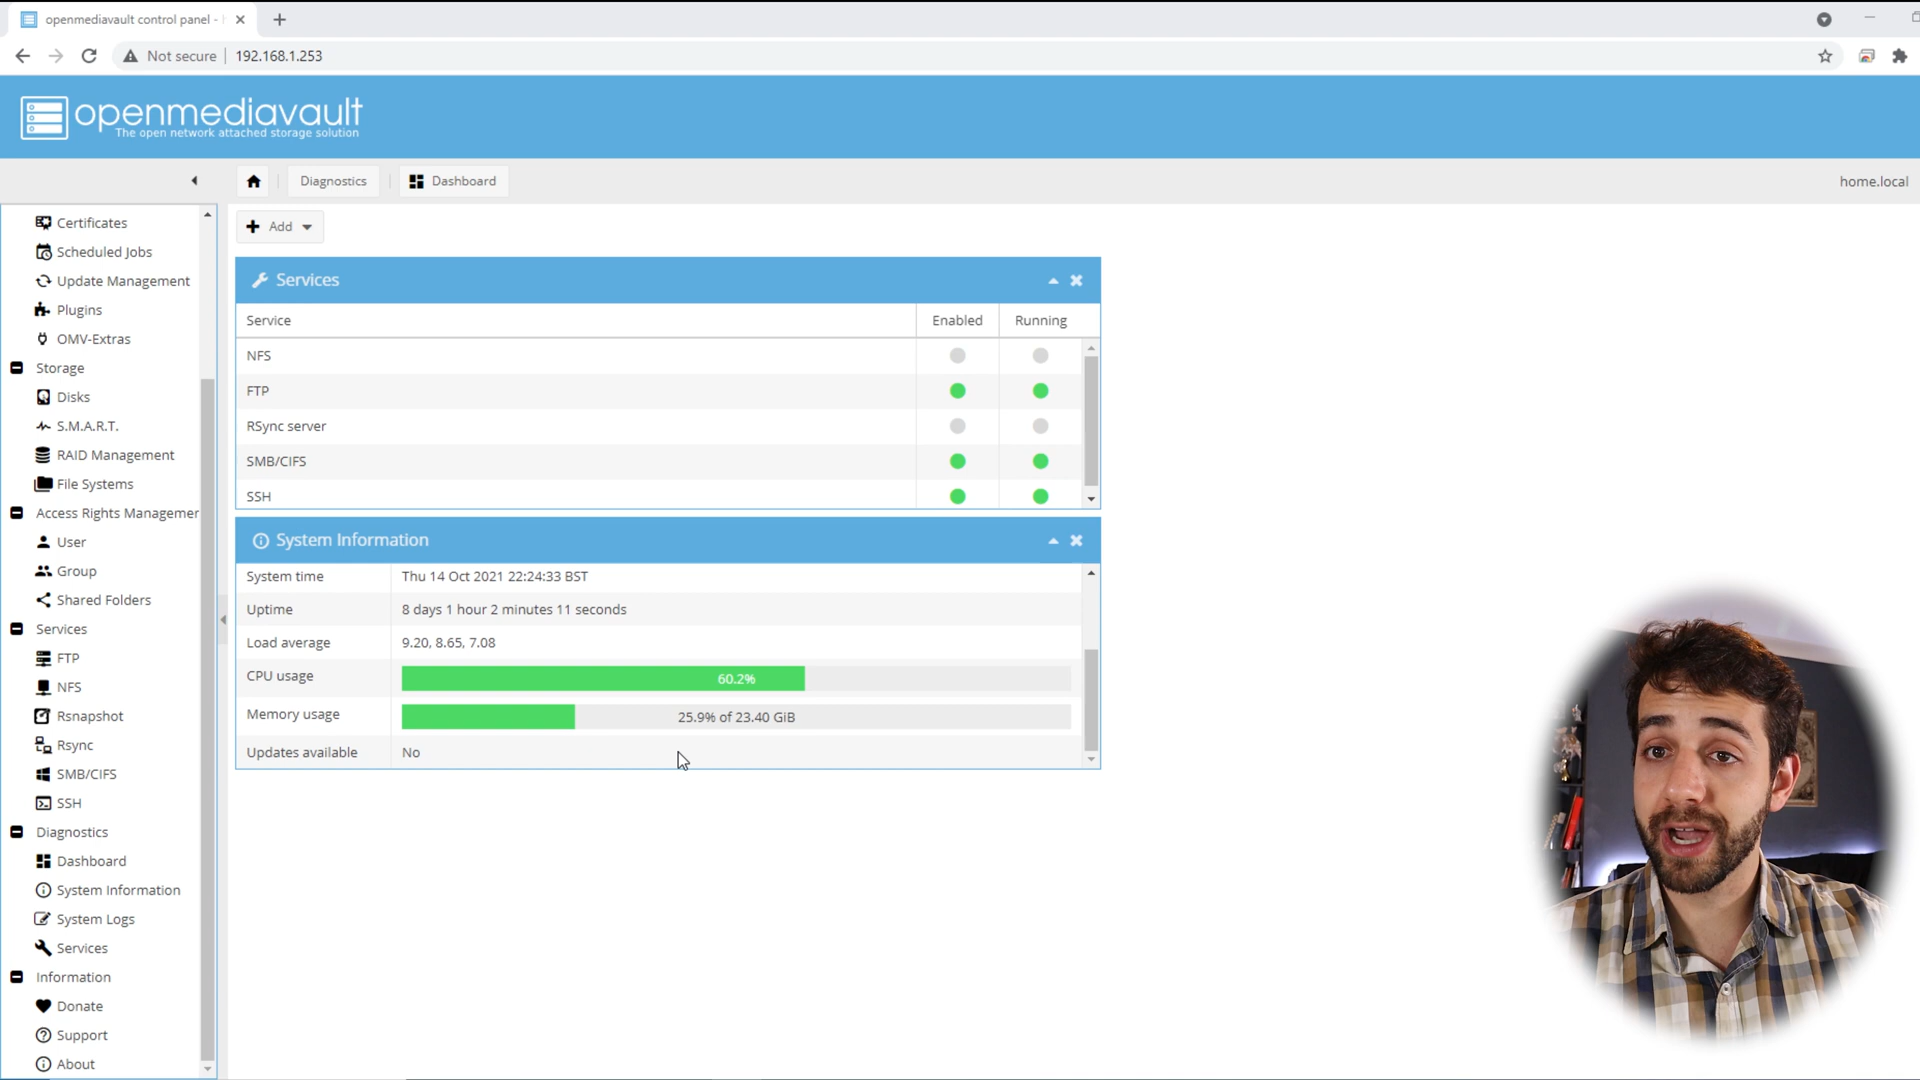 openmediavault control panel -
Not secure 192.168.1.253
openmediavault
The open network attached storage solution
Diagnostics Dashboard home.local
Certificates
Scheduled Jobs
Update Management
Plugins
OMV-Extras
Storage
Disks
S.M.A.R.T.
RAID Management
File Systems
Access Rights Managemer
User
Group
Shared Folders
Services
FTP
NFS
Rsnapshot
Rsync
SMB/CIFS
SSH
Diagnostics
Dashboard
System Information
System Logs
Services
Information
Donate
Support
About
Add
Services
Service Enabled Running
NFS
FTP
RSync server
SMB/CIFS
SSH
System Information
System time Thu 14 Oct 2021 22:24:33 BST
Uptime 8 days 1 hour 2 minutes 11 seconds
Load average 9.20, 8.65, 7.08
CPU usage 60.2%
Memory usage 25.9% of 23.40 GiB
Updates available No